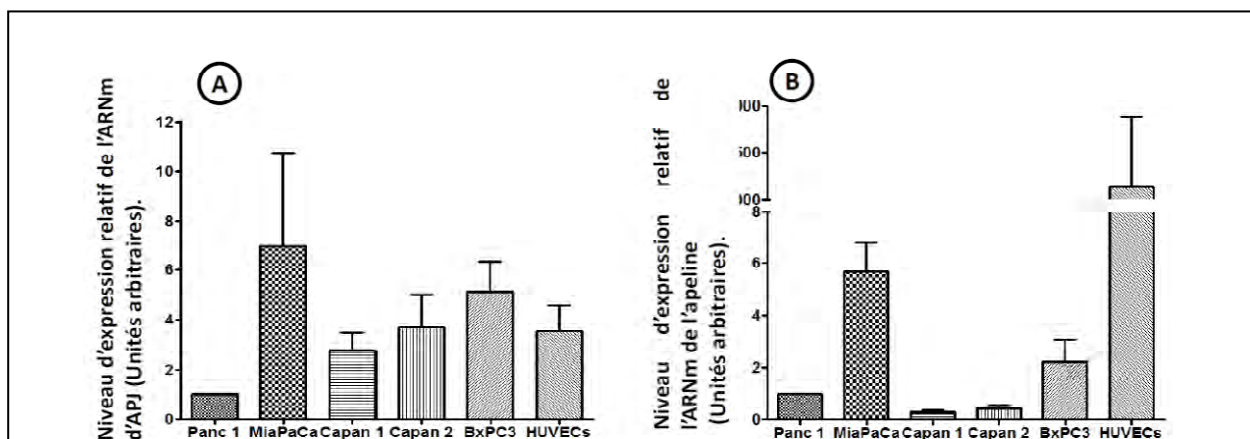 A
Niveau d'expression relatif de l'ARNm
d'APJ (Unités arbitraires).
12
10
8
6
4
2
0
Panc 1 MiaPaCa Capan 1 Capan 2 BxPC3 HUVECs
B
Niveau d'expression relatif de
l'ARNm de l'apeline
(Unités arbitraires).
8
6
4
2
0
Panc 1 MiaPaCa Capan 1 Capan 2 BxPC3 HUVECs